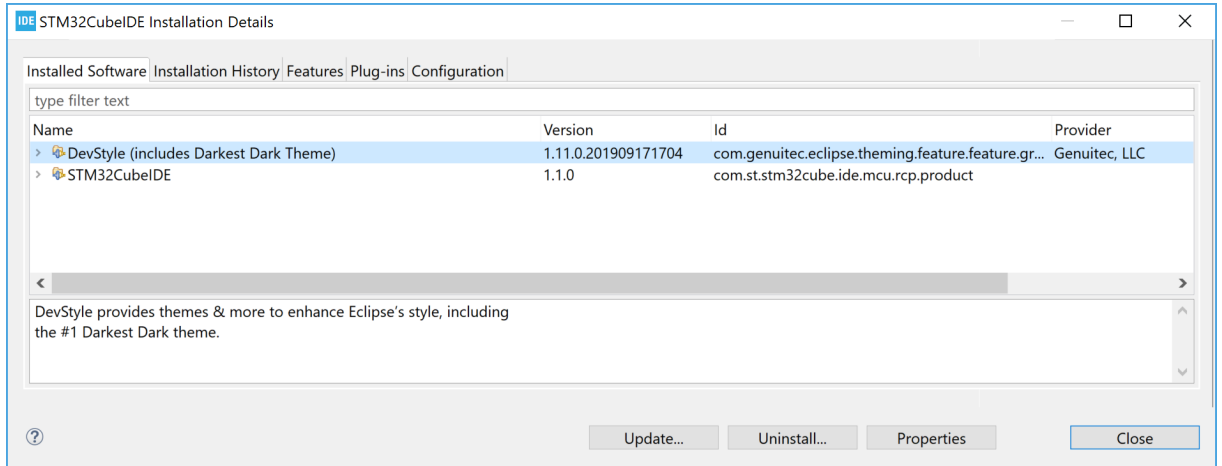 IDE STM32CubeIDE Installation Details
Installed Software Installation History Features Plug-ins Configuration
type filter text
Name Version Id Provider
DevStyle (includes Darkest Dark Theme) 1.11.0.201909171704 com.genuitec.eclipse.theming.feature.feature.gr... Genuitec, LLC
STM32CubeIDE 1.1.0 com.st.stm32cube.ide.mcu.rcp.product
DevStyle provides themes & more to enhance Eclipse’s style, including
the #1 Darkest Dark theme.
? Update... Uninstall... Properties Close